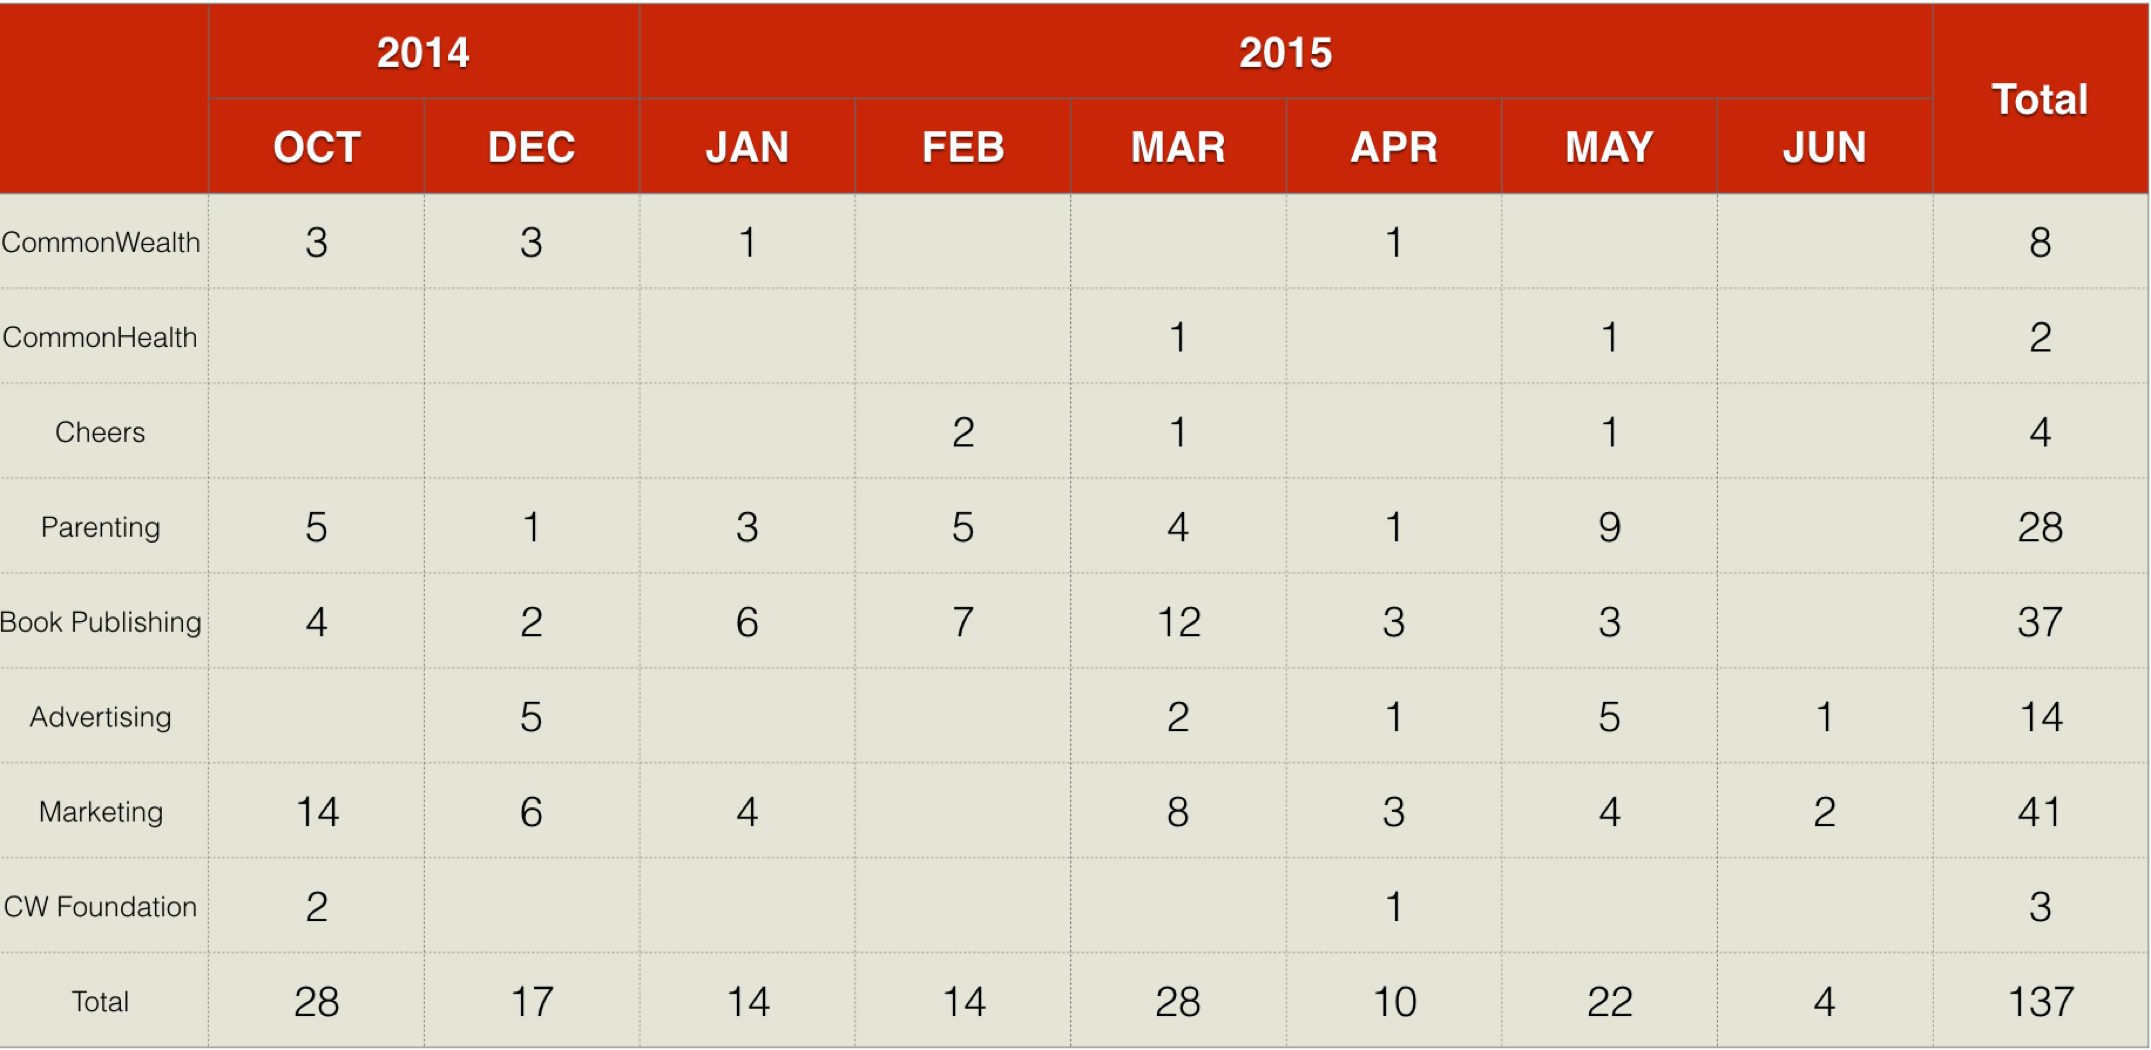 2014 2015 Total
OCT DEC JAN FEB MAR APR MAY JUN
CommonWealth 3 3 1 1 8
CommonHealth 1 1 2
Cheers 2 1 1 4
Parenting 5 1 3 5 4 1 9 28
Book Publishing 4 2 6 7 12 3 3 37
Advertising 5 2 1 5 1 14
Marketing 14 6 4 8 3 4 2 41
CW Foundation 2 1 3
Total 28 17 14 14 28 10 22 4 137